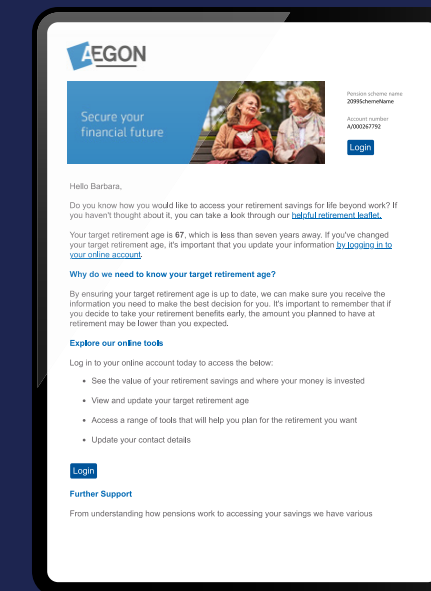 AEGON
Secure your
financial future
Pension scheme name
2099SchemeName
Account number
A/000267792
Login
Hello Barbara,
Do you know how you would like to access your retirement savings for life beyond work? If
you haven't thought about it, you can take a look through our helpful retirement leaflet.
Your target retirement age is 67, which is less than seven years away. If you've changed
your target retirement age, it's important that you update your information by logging in to
your online account.
Why do we need to know your target retirement age?
By ensuring your target retirement age is up to date, we can make sure you receive the
information you need to make the best decision for you. It's important to remember that if
you decide to take your retirement benefits early, the amount you planned to have at
retirement may be lower than you expected.
Explore our online tools
Log in to your online account today to access the below:
• See the value of your retirement savings and where your money is invested
• View and update your target retirement age
• Access a range of tools that will help you plan for the retirement you want
• Update your contact details
Login
Further Support
From understanding how pensions work to accessing your savings we have various